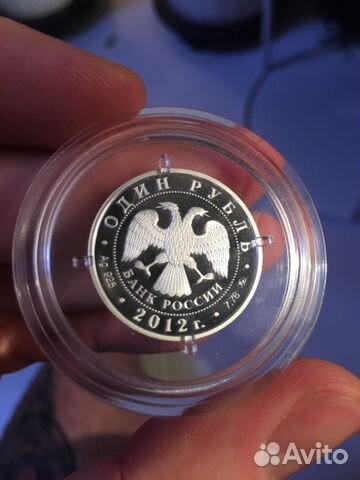 ОДИН РУБЛЬ
БАНК РОССИИ
Ag 925
• 2012 г. •
7,78
Avito